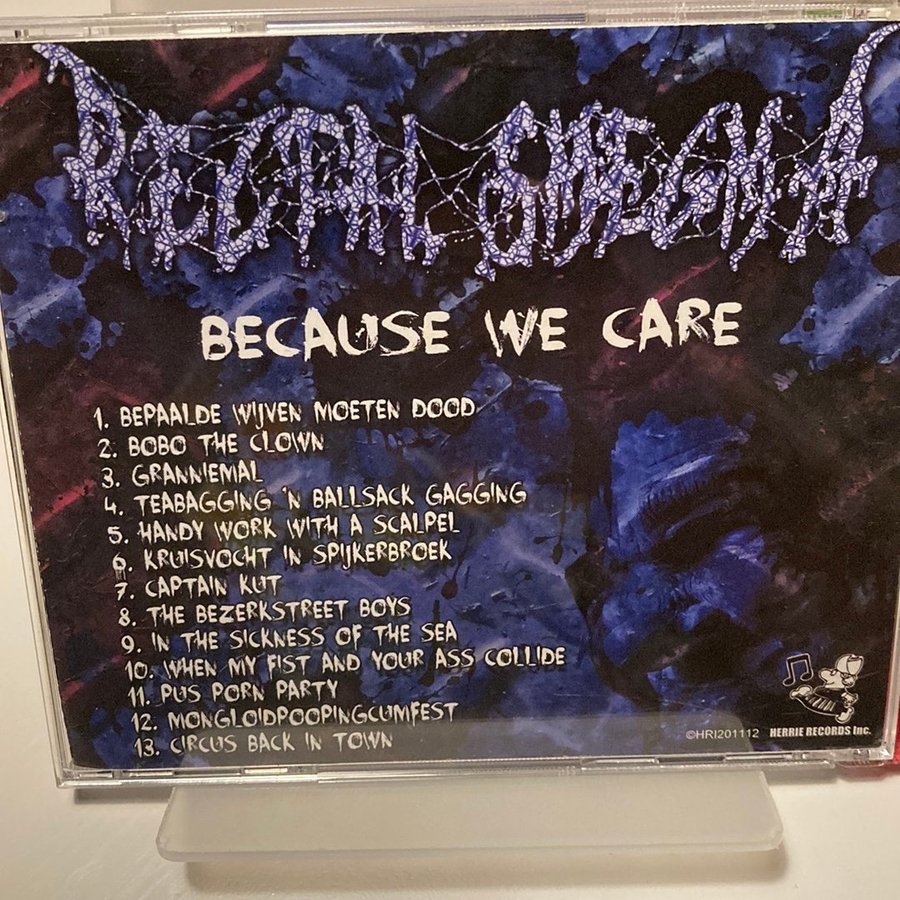 RECTAL SMEGMA
BECAUSE WE CARE
1. BEPAALDE WIJVEN MOETEN DOOD
2. BOBO THE CLOWN
3. GRANNIEMAL
4. TEABAGGING 'N BALLSACK GAGGING
5. HANDY WORK WITH A SCALPEL
6. KRUISVOCHT IN SPIJKERBROEK
7. CAPTAIN KUT
8. THE BEZERKSTREET BOYS
9. IN THE SICKNESS OF THE SEA
10. WHEN MY FIST AND YOUR ASS COLLIDE
11. PUS PORN PARTY
12. MONGLOIDPOOPINGCUMFEST
13. CIRCUS BACK IN TOWN
©HRI201112 HERRIE RECORDS Inc.